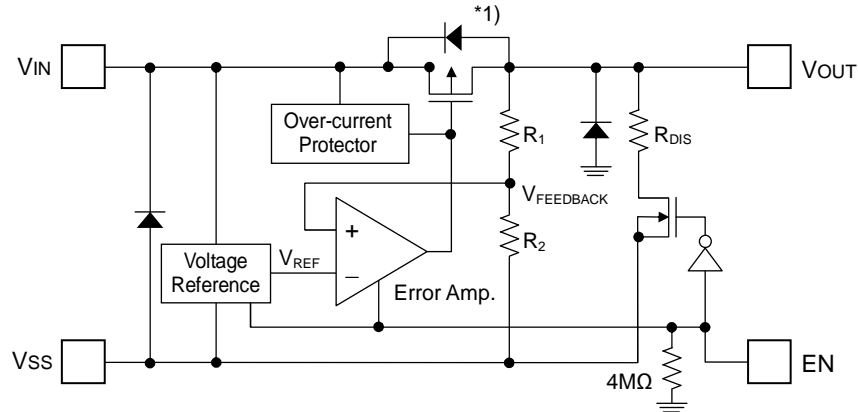 *1)
VIN
VOUT
Over-current
Protector
R1
RDIS
VFEEDBACK
+
R2
Voltage
Reference
VREF
−
Error Amp.
VSS
EN
4MΩ